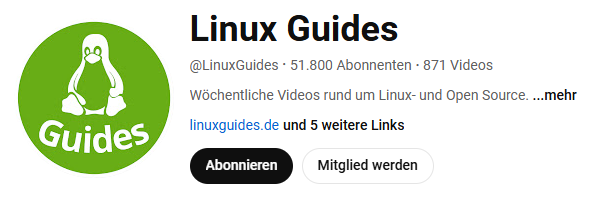 Linux Guides
@LinuxGuides · 51.800 Abonnenten · 871 Videos
Wöchentliche Videos rund um Linux- und Open Source. ...mehr
linuxguides.de und 5 weitere Links
Abonnieren Mitglied werden
Guides